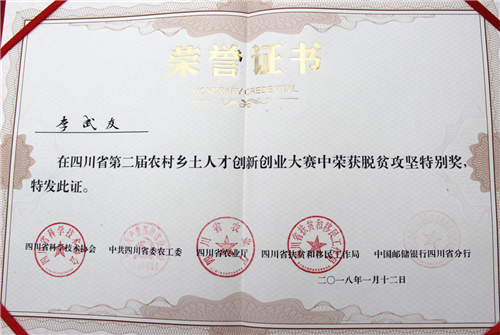 荣誉证书
HONORARY CREDENTIAL
李武友
在四川省第二届农村乡土人才创新创业大赛中荣获脱贫攻坚特别奖，
特发此证。
四川省科学技术协会 中共四川省委农工委 四川省农业厅 四川省扶贫和移民工作局 中国邮储银行四川省分行
二〇一八年一月十二日